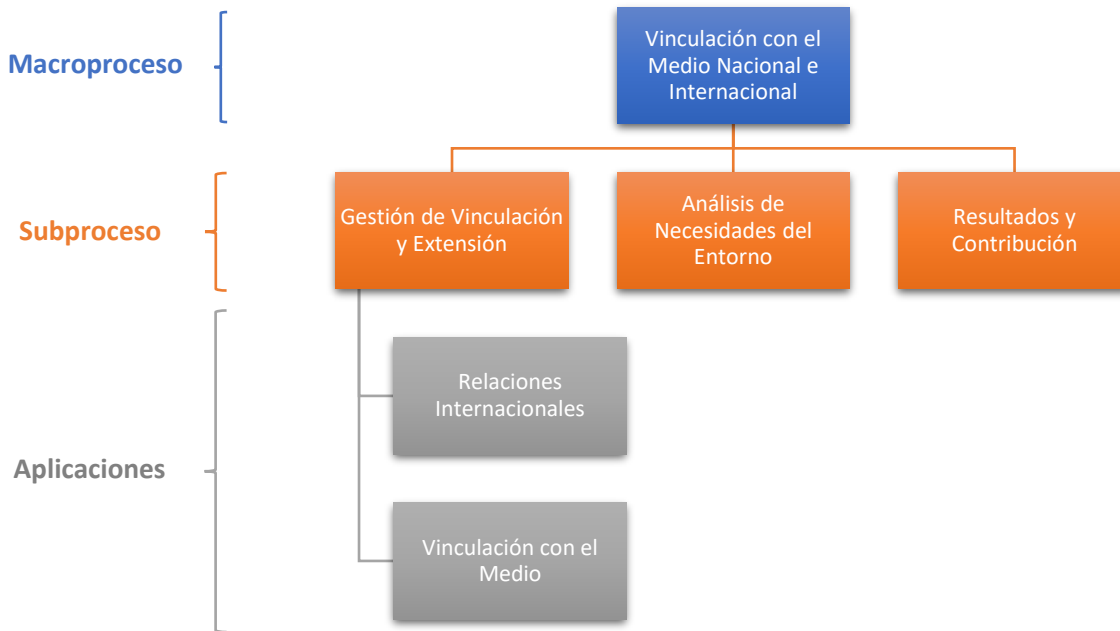 Macroproceso
Vinculación con el
Medio Nacional e
Internacional
Subproceso
Gestión de Vinculación
y Extensión
Análisis de
Necesidades del
Entorno
Resultados y
Contribución
Aplicaciones
Relaciones
Internacionales
Vinculación con el
Medio